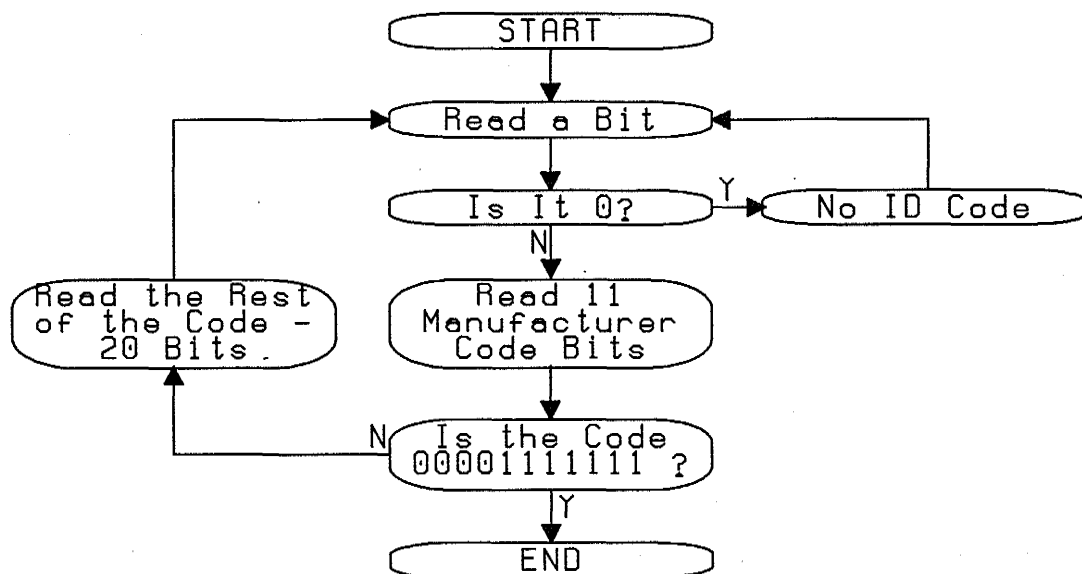 START
Read a Bit
Is It 0?
Y
No ID Code
N
Read the Rest
of the Code -
20 Bits.
Read 11
Manufacturer
Code Bits
N
Is the Code
00001111111 ?
Y
END